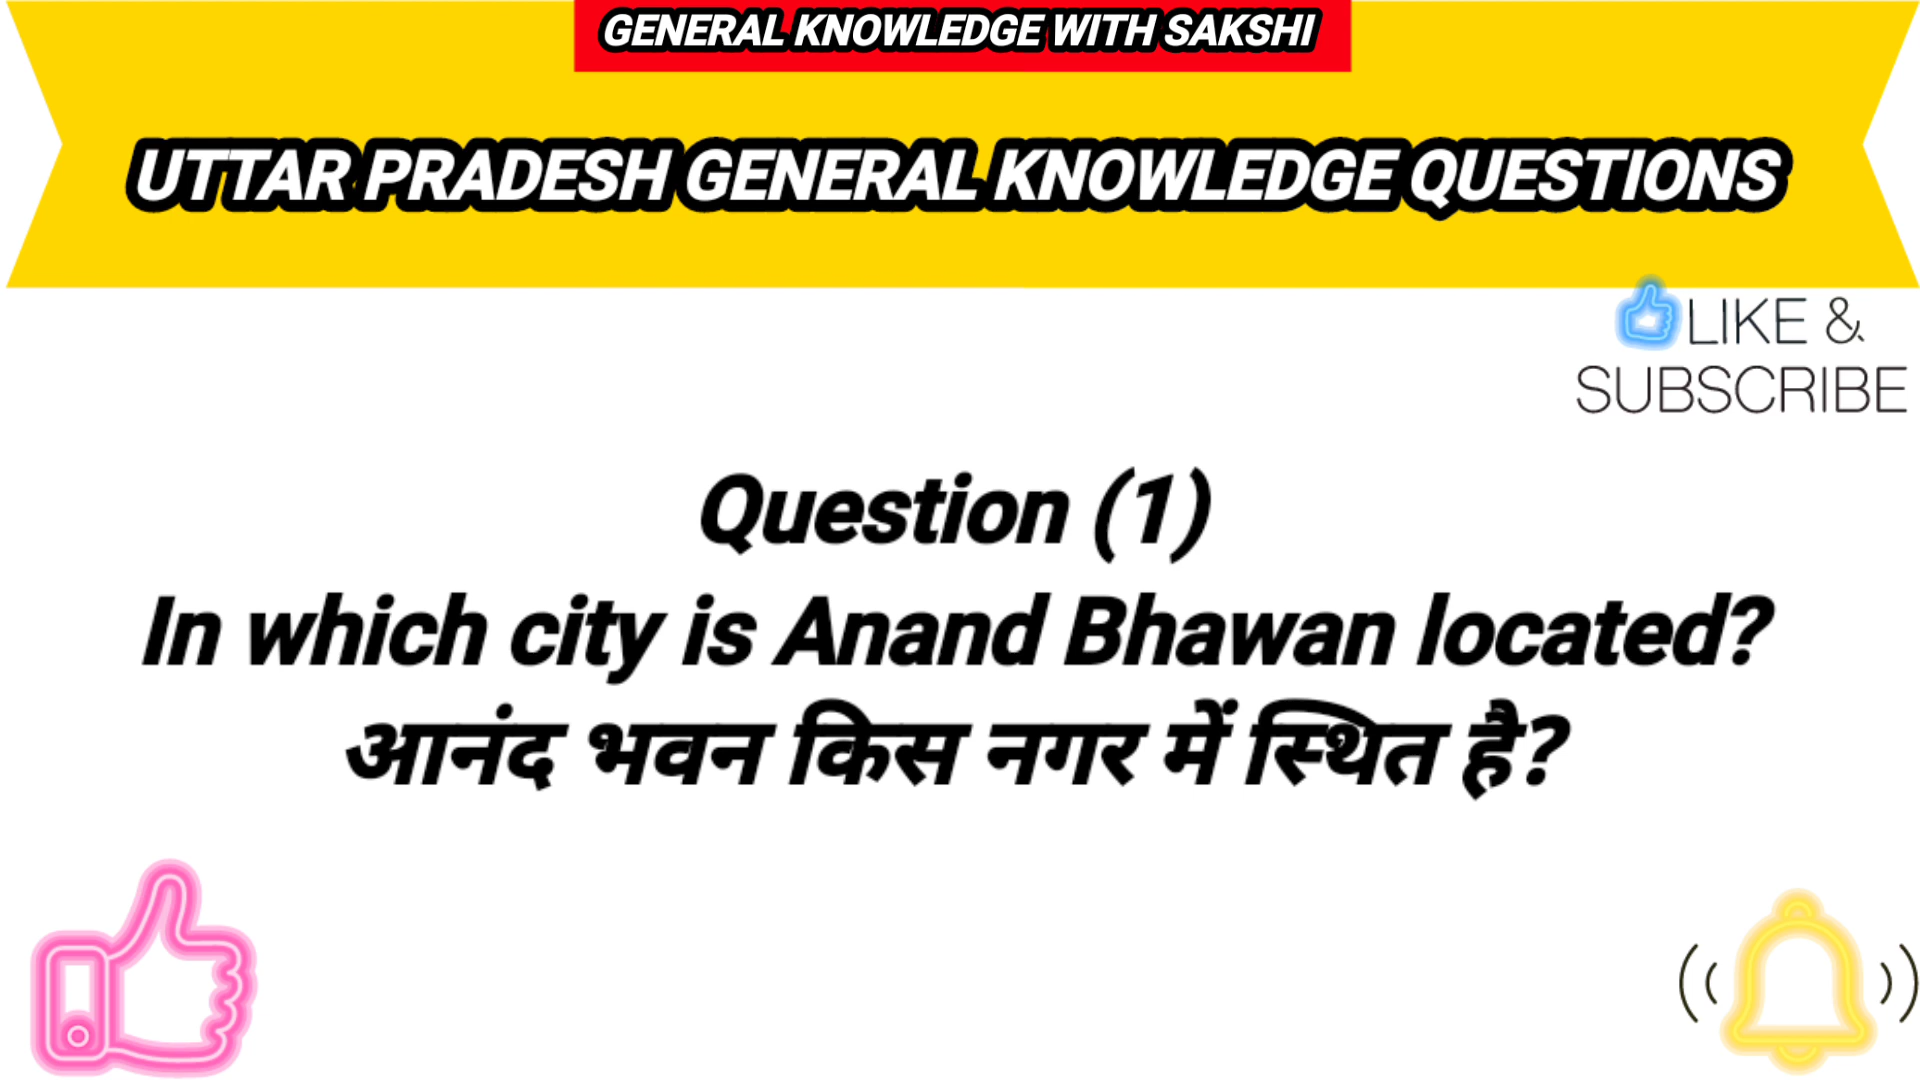 GENERAL KNOWLEDGE WITH SAKSHI
UTTAR PRADESH GENERAL KNOWLEDGE QUESTIONS
LIKE &
SUBSCRIBE
Question (1)
In which city is Anand Bhawan located?
आनंद भवन किस नगर में स्थित है?